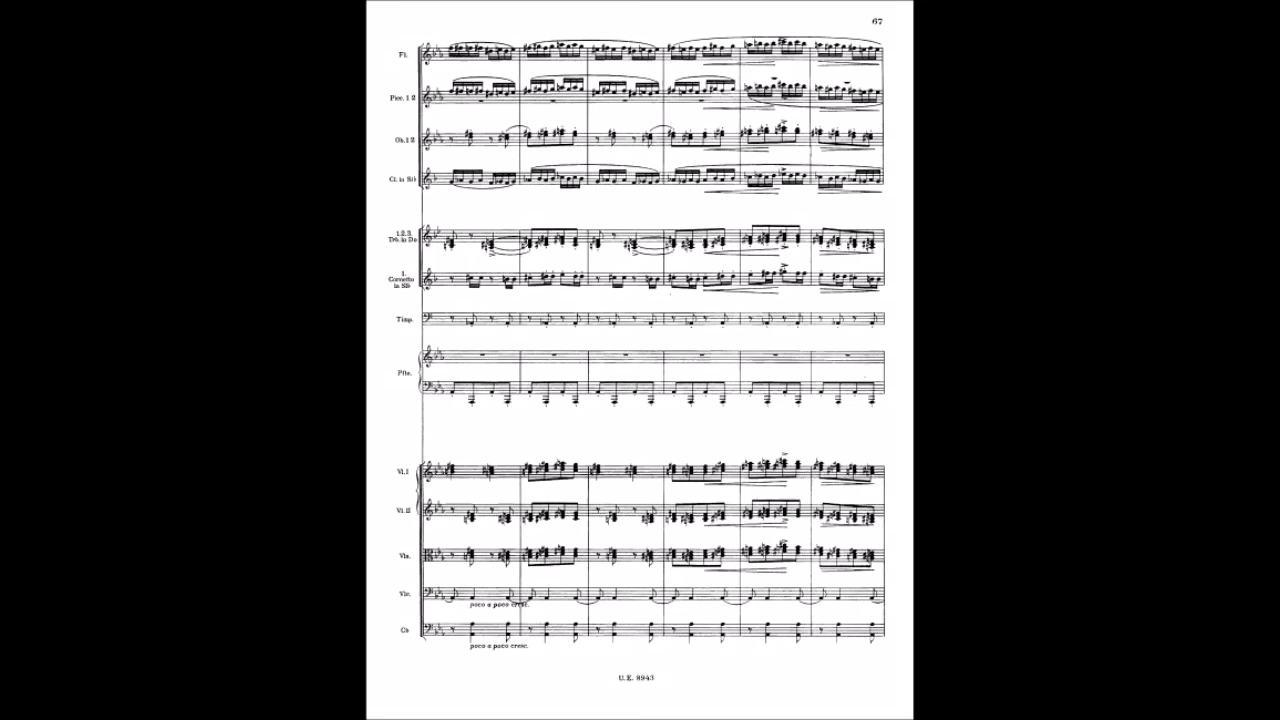 67
Fl.
Picc. 1 2
Ob. 1 2
Cl. in Si♭
1. 2. 3.
Trb. in Do
1.
Cornetto
in Si♭
Timp.
Pfte.
Vl. I
Vl. II
Vla.
Vlc.
poco a poco cresc.
Cb
poco a poco cresc.
U. E. 8943